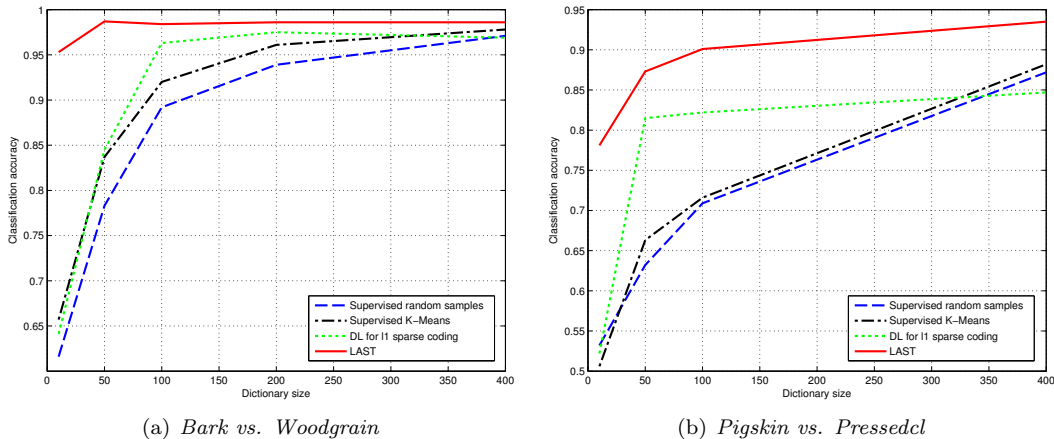 1
0.95
0.9
0.85
0.8
0.75
0.7
0.65
0
50
100
150
200
250
300
350
400
Classification accuracy
Dictionary size
Supervised random samples
Supervised K−Means
DL for l1 sparse coding
LAST
(a) Bark vs. Woodgrain
0.95
0.9
0.85
0.8
0.75
0.7
0.65
0.6
0.55
0.5
0
50
100
150
200
250
300
350
400
Classification accuracy
Dictionary size
Supervised random samples
Supervised K−Means
DL for l1 sparse coding
LAST
(b) Pigskin vs. Pressedcl